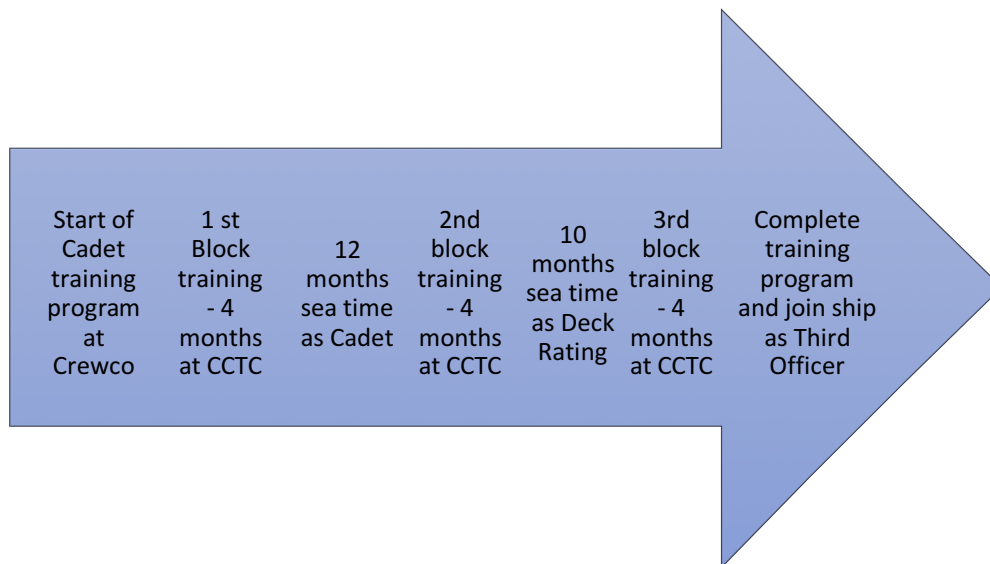 Start of
Cadet
training
program
at
Crewco
1 st
Block
training
- 4
months
at CCTC
12
months
sea time
as Cadet
2nd
block
training
- 4
months
at CCTC
10
months
sea time
as Deck
Rating
3rd
block
training
- 4
months
at CCTC
Complete
training
program
and join ship
as Third
Officer